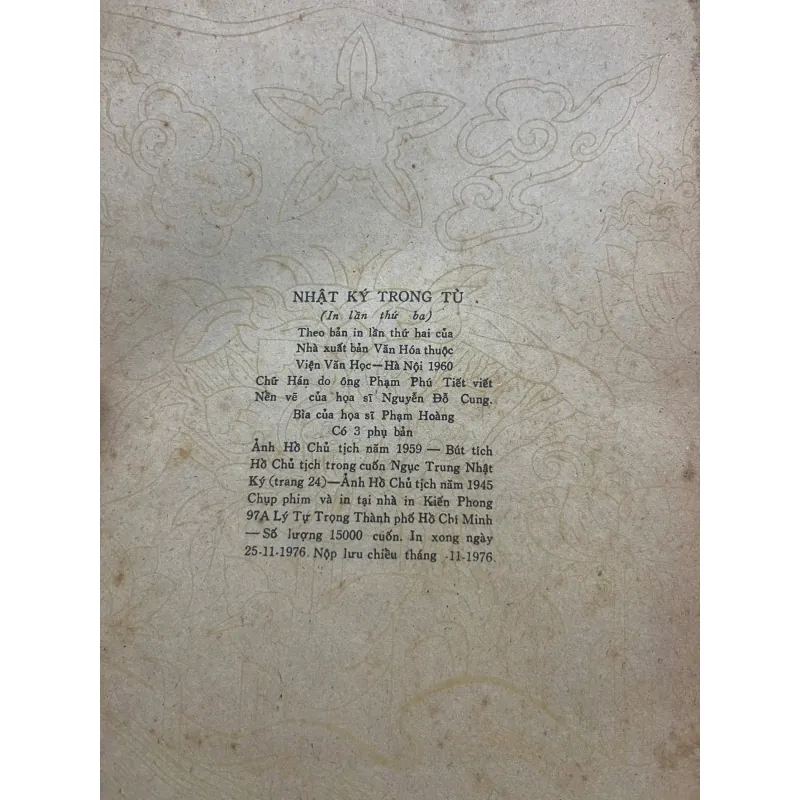 NHẬT KÝ TRONG TÙ .
(In lần thứ ba)
Theo bản in lần thứ hai của
Nhà xuất bản Văn Hóa thuộc
Viện Văn Học—Hà Nội 1960
Chữ Hán do ông Phạm Phú Tiết viết
Nền vẽ của họa sĩ Nguyễn Đỗ Cung.
Bìa của họa sĩ Phạm Hoàng
Có 3 phụ bản
Ảnh Hồ Chủ tịch năm 1959 — Bút tích
Hồ Chủ tịch trong cuốn Ngục Trung Nhật
Ký (trang 24)—Ảnh Hồ Chủ tịch năm 1945
Chụp phim và in tại nhà in Kiến Phong
97A Lý Tự Trọng Thành phố Hồ Chí Minh
— Số lượng 15000 cuốn. In xong ngày
25-11-1976. Nộp lưu chiều tháng -11-1976.